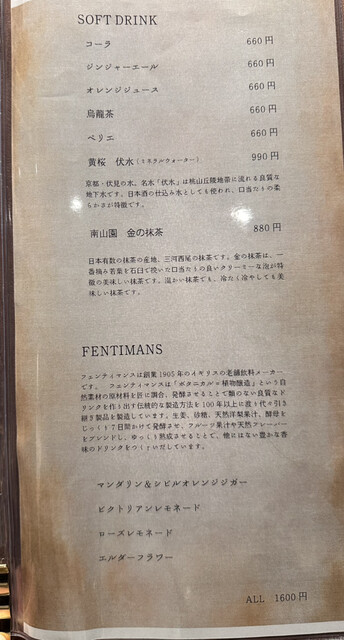 SOFT DRINK
コーラ 660円
ジンジャーエール 660円
オレンジジュース 660円
烏龍茶 660円
ペリエ 660円
黄桜 伏水（ミネラルウォーター） 990円
京都・伏見の水。名水「伏水」は桃山丘陵地帯に流れる良質な
地下水です。日本酒の仕込み水としても使われ、口当たりの柔
らかさが特徴です。
南山園 金の抹茶 880円
日本有数の抹茶の産地、三河西尾の抹茶です。金の抹茶は、一
番摘み若葉を石臼で挽いた口当たりの良いクリーミーな泡が特
徴の美味しい抹茶です。温かい抹茶でも、冷たく冷やしても美
味しい抹茶です。
FENTIMANS
フェンティマンスは創業1905年のイギリスの老舗飲料メーカー
です。 フェンティマンスは「ボタニカル＝植物醸造」という自
然素材の原材料を匠に調合、発酵させることで類のない良質なド
リンクを作り出す伝統的な製造方法を100年以上に渡り代々引き
継ぎ製品を製造しています。生姜、砂糖、天然洋梨果汁、酵母を
じっくり7日間かけて発酵させ、フルーツ果汁や天然フレーバー
をブレンドし、ゆっくり熟成させることで、他にはない豊かな香
味のドリンクをつくりだしています。
マンダリン＆シビルオレンジジガー
ビクトリアンレモネード
ローズレモネード
エルダーフラワー
ALL 1600円